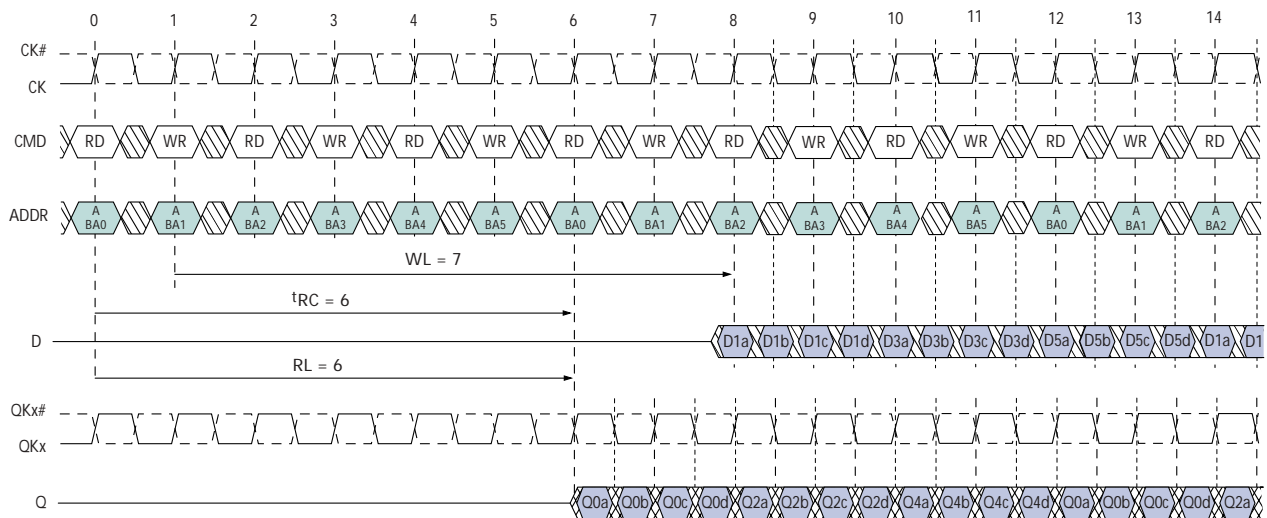 0 1 2 3 4 5 6 7 8 9 10 11 12 13 14
CK#
CK
CMD RD WR RD WR RD WR RD WR RD WR RD WR RD WR RD
ADDR A BA0 A BA1 A BA2 A BA3 A BA4 A BA5 A BA0 A BA1 A BA2 A BA3 A BA4 A BA5 A BA0 A BA1 A BA2
WL = 7
tRC = 6
D D1a D1b D1c D1d D3a D3b D3c D3d D5a D5b D5c D5d D1a D1
RL = 6
QKx#
QKx
Q Q0a Q0b Q0c Q0d Q2a Q2b Q2c Q2d Q4a Q4b Q4c Q4d Q0a Q0b Q0c Q0d Q2a